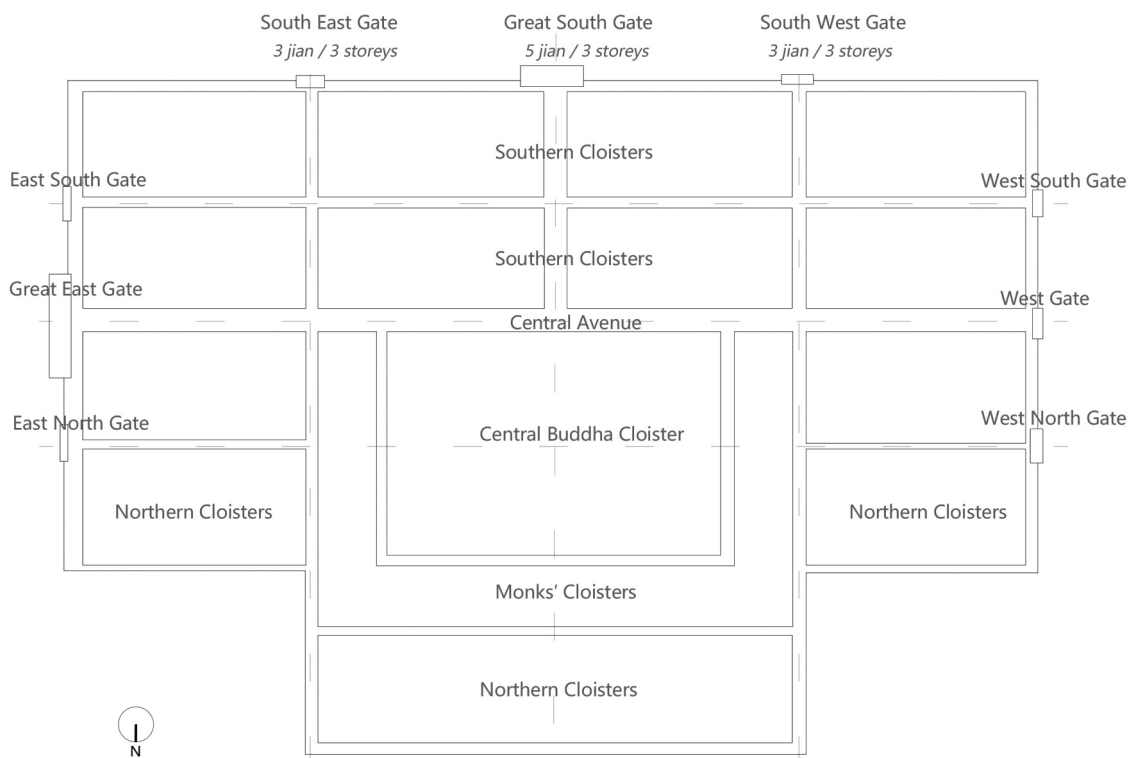 South East Gate
3 jian / 3 storeys
Great South Gate
5 jian / 3 storeys
South West Gate
3 jian / 3 storeys
Southern Cloisters
East South Gate
West South Gate
Southern Cloisters
Great East Gate
West Gate
Central Avenue
East North Gate
Central Buddha Cloister
West North Gate
Northern Cloisters
Northern Cloisters
Monks’ Cloisters
Northern Cloisters
N